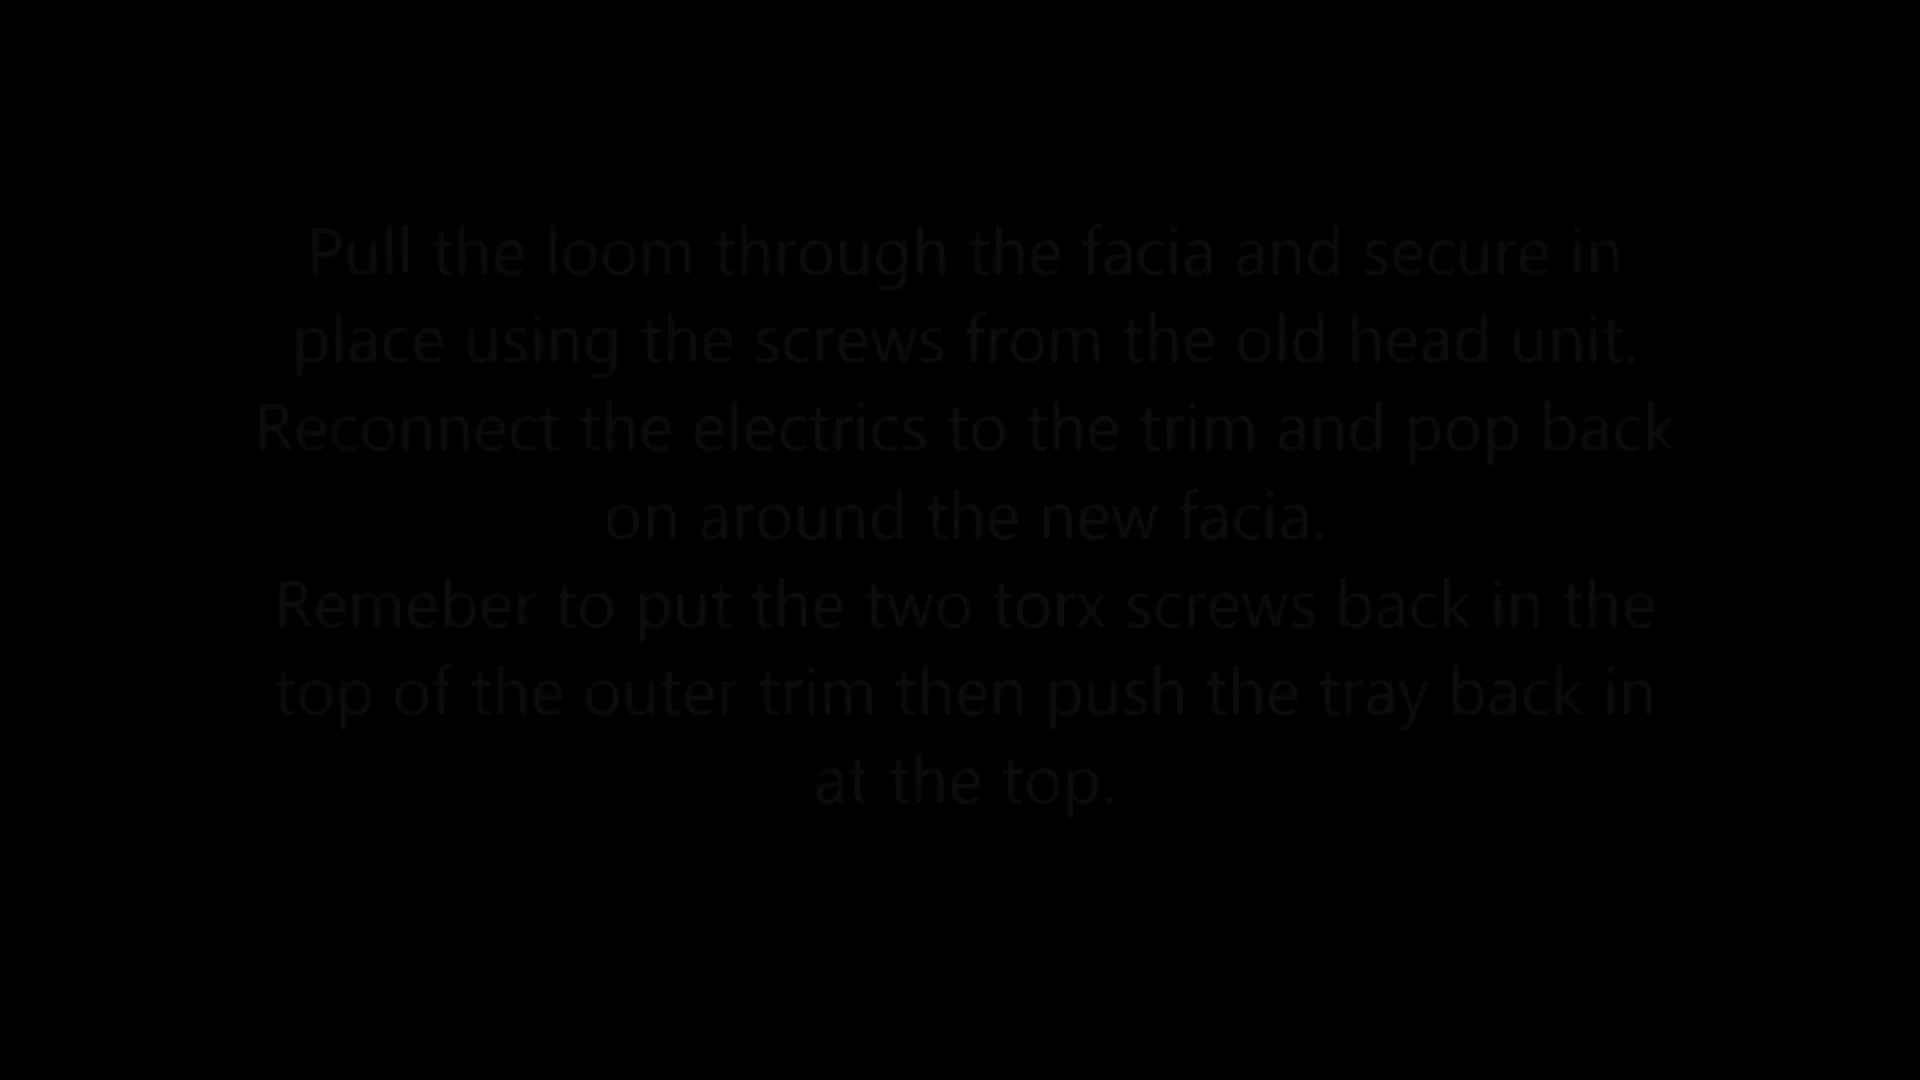 Pull the loom through the facia and secure in
place using the screws from the old head unit.
Reconnect the electrics to the trim and pop back
on around the new facia.
Remeber to put the two torx screws back in the
top of the outer trim then push the tray back in
at the top.